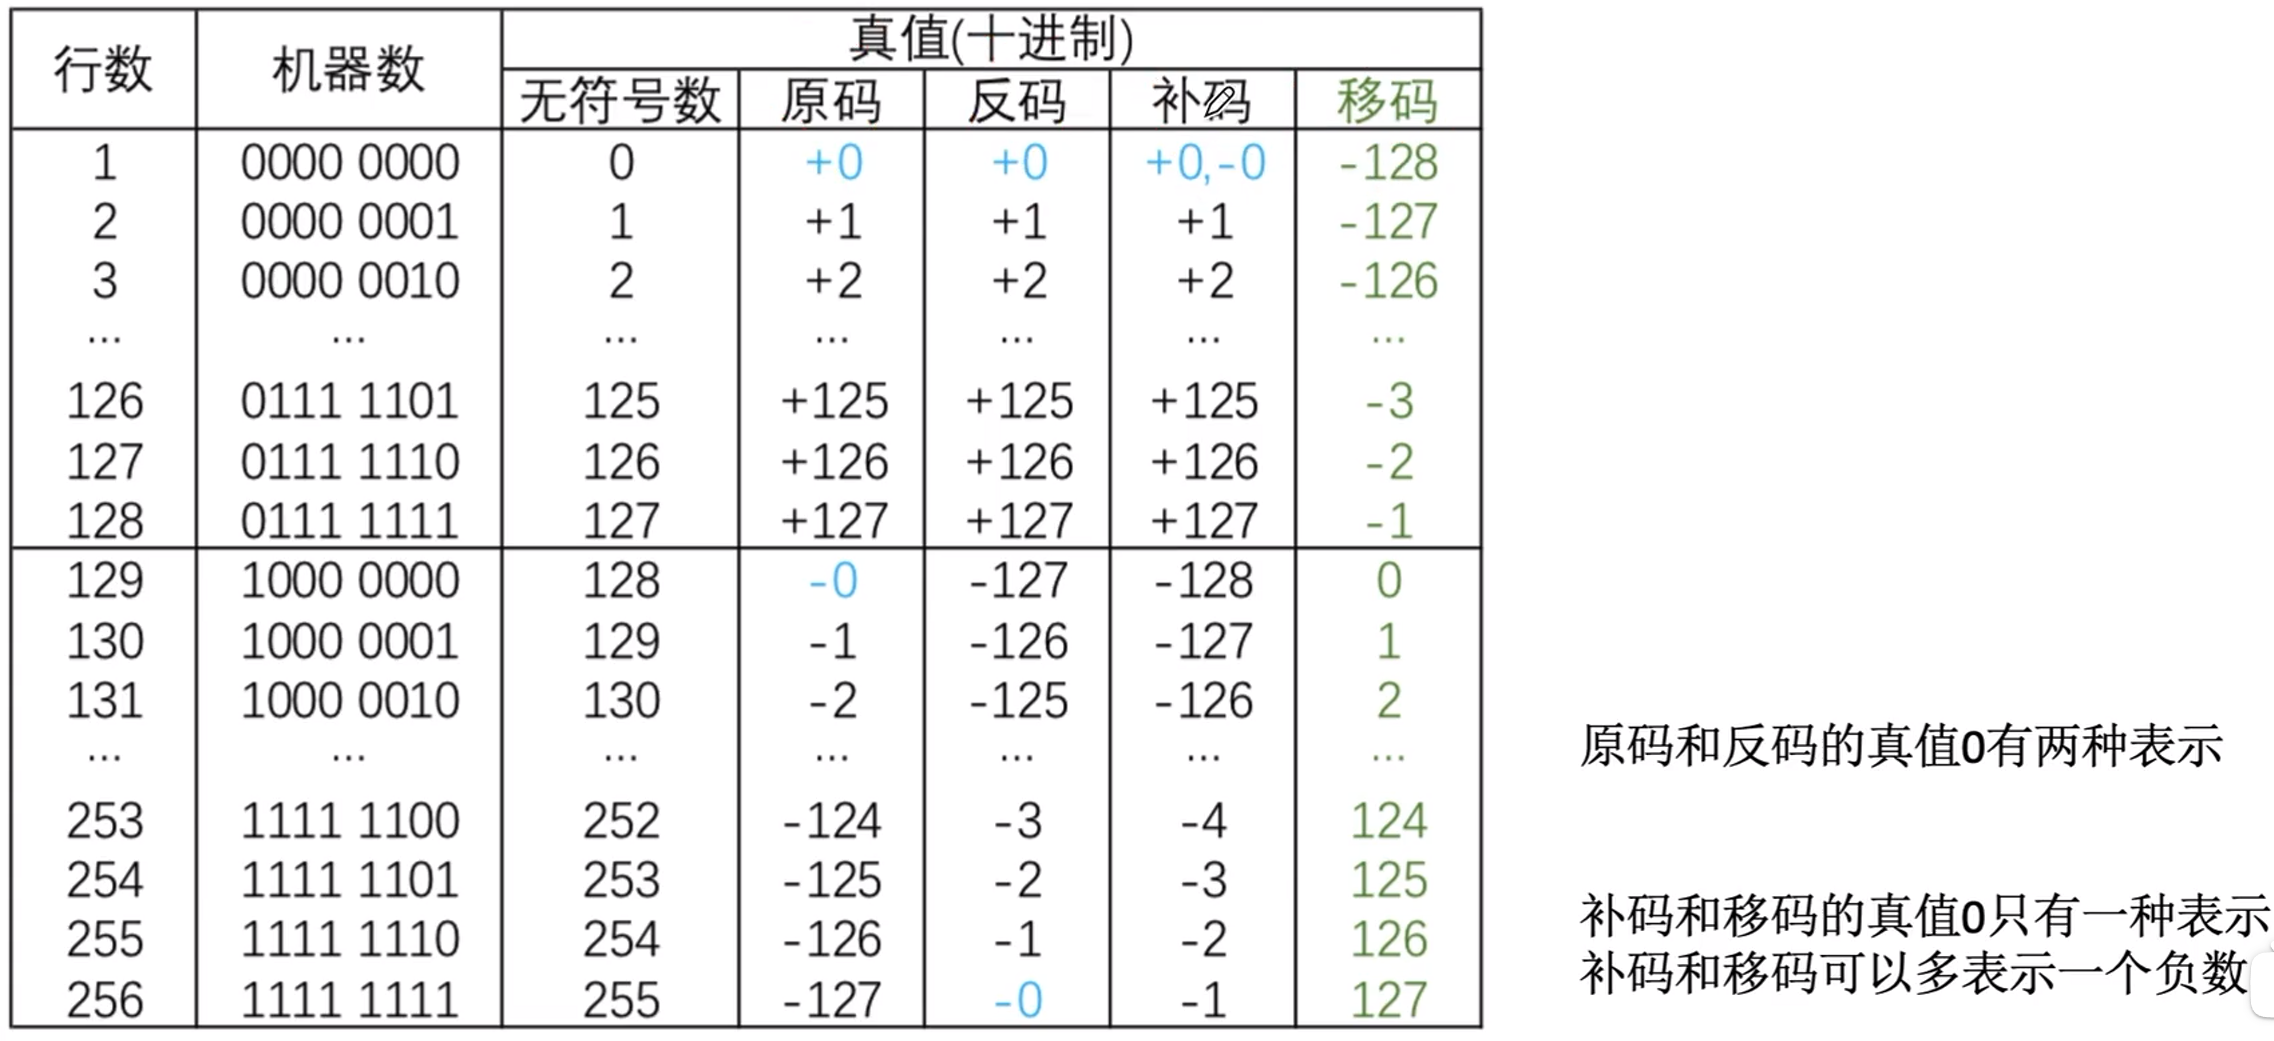 行数 机器数 真值(十进制)
无符号数 原码 反码 补码 移码
1 0000 0000 0 +0 +0 +0,-0 -128
2 0000 0001 1 +1 +1 +1 -127
3 0000 0010 2 +2 +2 +2 -126
... ... ... ... ... ... ...
126 0111 1101 125 +125 +125 +125 -3
127 0111 1110 126 +126 +126 +126 -2
128 0111 1111 127 +127 +127 +127 -1
129 1000 0000 128 -0 -127 -128 0
130 1000 0001 129 -1 -126 -127 1
131 1000 0010 130 -2 -125 -126 2
... ... ... ... ... ... ...
253 1111 1100 252 -124 -3 -4 124
254 1111 1101 253 -125 -2 -3 125
255 1111 1110 254 -126 -1 -2 126
256 1111 1111 255 -127 -0 -1 127
原码和反码的真值0有两种表示
补码和移码的真值0只有一种表示
补码和移码可以多表示一个负数